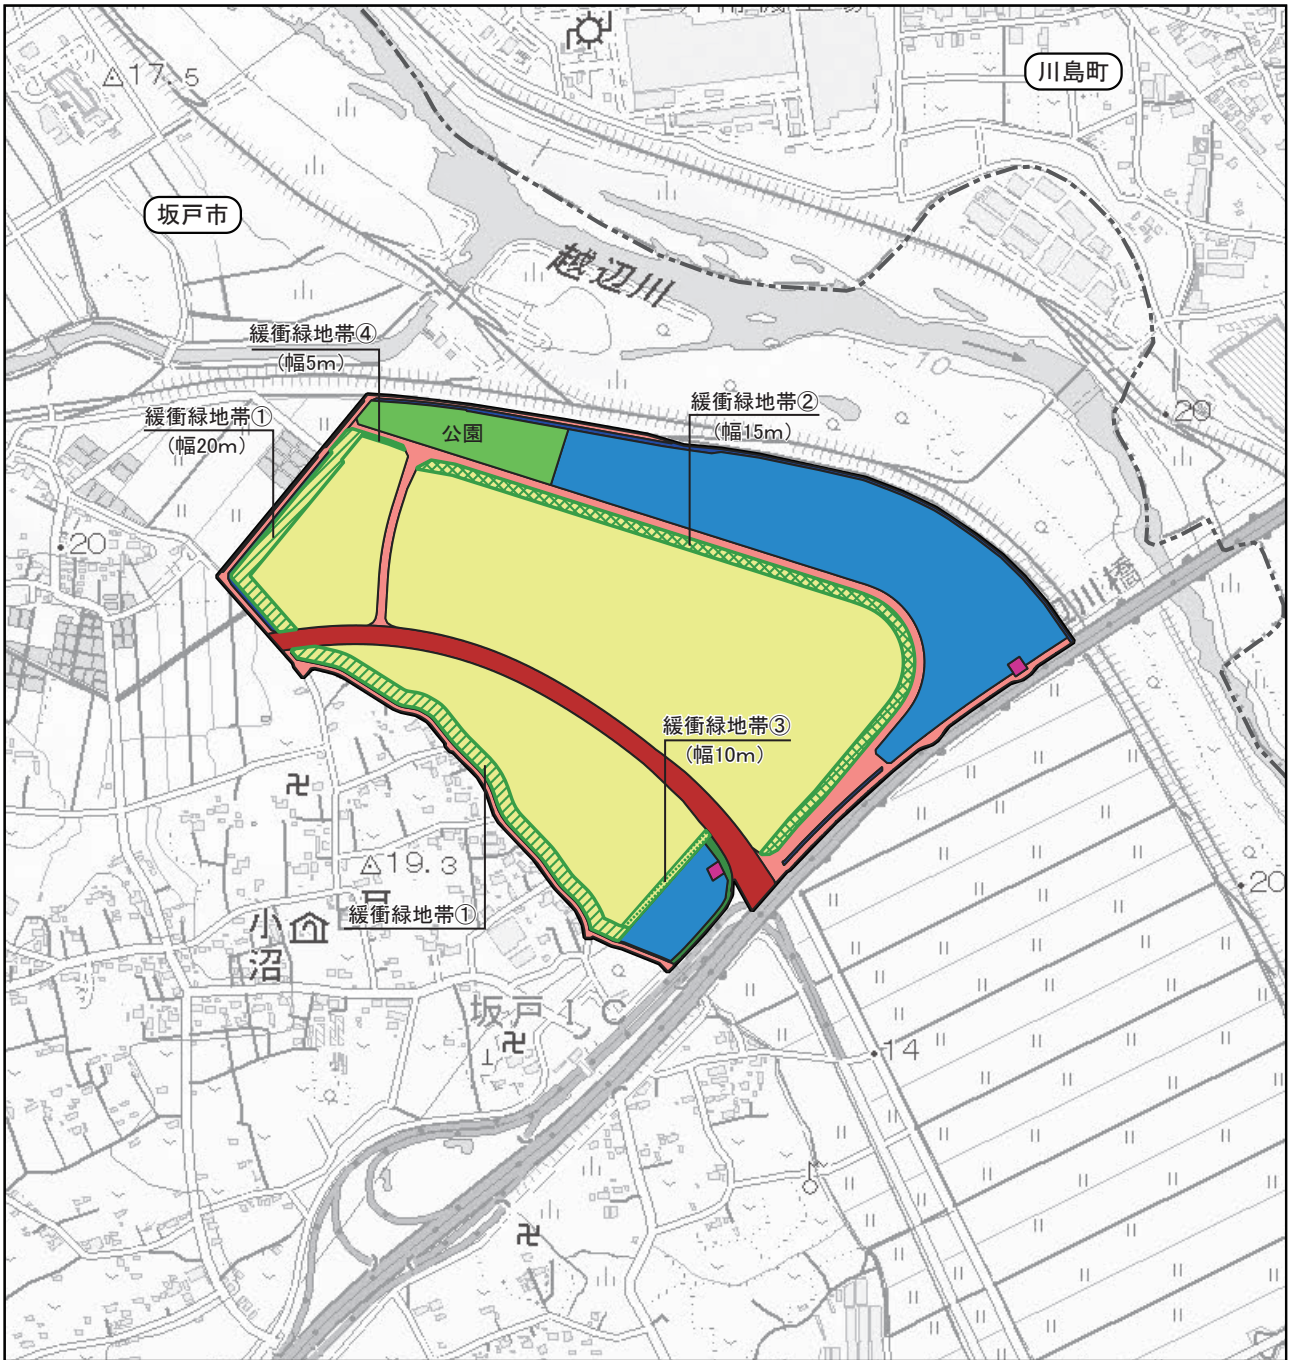 川島町
17.5
坂戸市
越辺川
緩衝緑地帯④
(幅5m)
緩衝緑地帯①
(幅20m)
緩衝緑地帯②
(幅15m)
公園
20
20
川橋
緩衝緑地帯③
(幅10m)
19.3
20
緩衝緑地帯①
小沼
坂戸IC
14